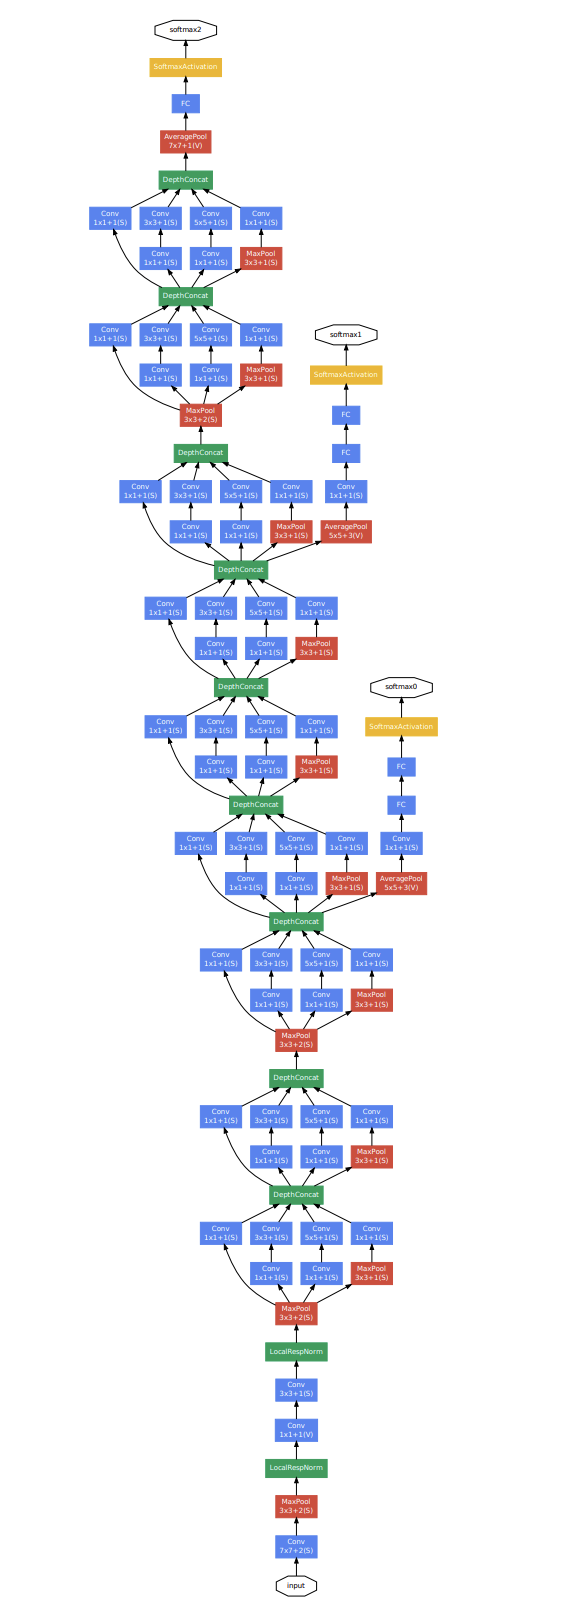 softmax2
SoftmaxActivation
FC
AveragePool
7x7+1(V)
DepthConcat
Conv Conv Conv Conv
1x1+1(S) 3x3+1(S) 5x5+1(S) 1x1+1(S)
Conv Conv MaxPool
1x1+1(S) 1x1+1(S) 3x3+1(S)
DepthConcat
Conv Conv Conv Conv
1x1+1(S) 3x3+1(S) 5x5+1(S) 1x1+1(S)
softmax1
Conv Conv MaxPool
1x1+1(S) 1x1+1(S) 3x3+1(S)
SoftmaxActivation
MaxPool
3x3+2(S)
FC
DepthConcat
FC
Conv Conv Conv Conv Conv
1x1+1(S) 3x3+1(S) 5x5+1(S) 1x1+1(S) 1x1+1(S)
Conv Conv MaxPool AveragePool
1x1+1(S) 1x1+1(S) 3x3+1(S) 5x5+3(V)
DepthConcat
Conv Conv Conv Conv
1x1+1(S) 3x3+1(S) 5x5+1(S) 1x1+1(S)
Conv Conv MaxPool
1x1+1(S) 1x1+1(S) 3x3+1(S)
DepthConcat
softmax0
Conv Conv Conv Conv
1x1+1(S) 3x3+1(S) 5x5+1(S) 1x1+1(S)
SoftmaxActivation
Conv Conv MaxPool
1x1+1(S) 1x1+1(S) 3x3+1(S)
FC
DepthConcat
FC
Conv Conv Conv Conv Conv
1x1+1(S) 3x3+1(S) 5x5+1(S) 1x1+1(S) 1x1+1(S)
Conv Conv MaxPool AveragePool
1x1+1(S) 1x1+1(S) 3x3+1(S) 5x5+3(V)
DepthConcat
Conv Conv Conv Conv
1x1+1(S) 3x3+1(S) 5x5+1(S) 1x1+1(S)
Conv Conv MaxPool
1x1+1(S) 1x1+1(S) 3x3+1(S)
MaxPool
3x3+2(S)
DepthConcat
Conv Conv Conv Conv
1x1+1(S) 3x3+1(S) 5x5+1(S) 1x1+1(S)
Conv Conv MaxPool
1x1+1(S) 1x1+1(S) 3x3+1(S)
DepthConcat
Conv Conv Conv Conv
1x1+1(S) 3x3+1(S) 5x5+1(S) 1x1+1(S)
Conv Conv MaxPool
1x1+1(S) 1x1+1(S) 3x3+1(S)
MaxPool
3x3+2(S)
LocalRespNorm
Conv
3x3+1(S)
Conv
1x1+1(V)
LocalRespNorm
MaxPool
3x3+2(S)
Conv
7x7+2(S)
input